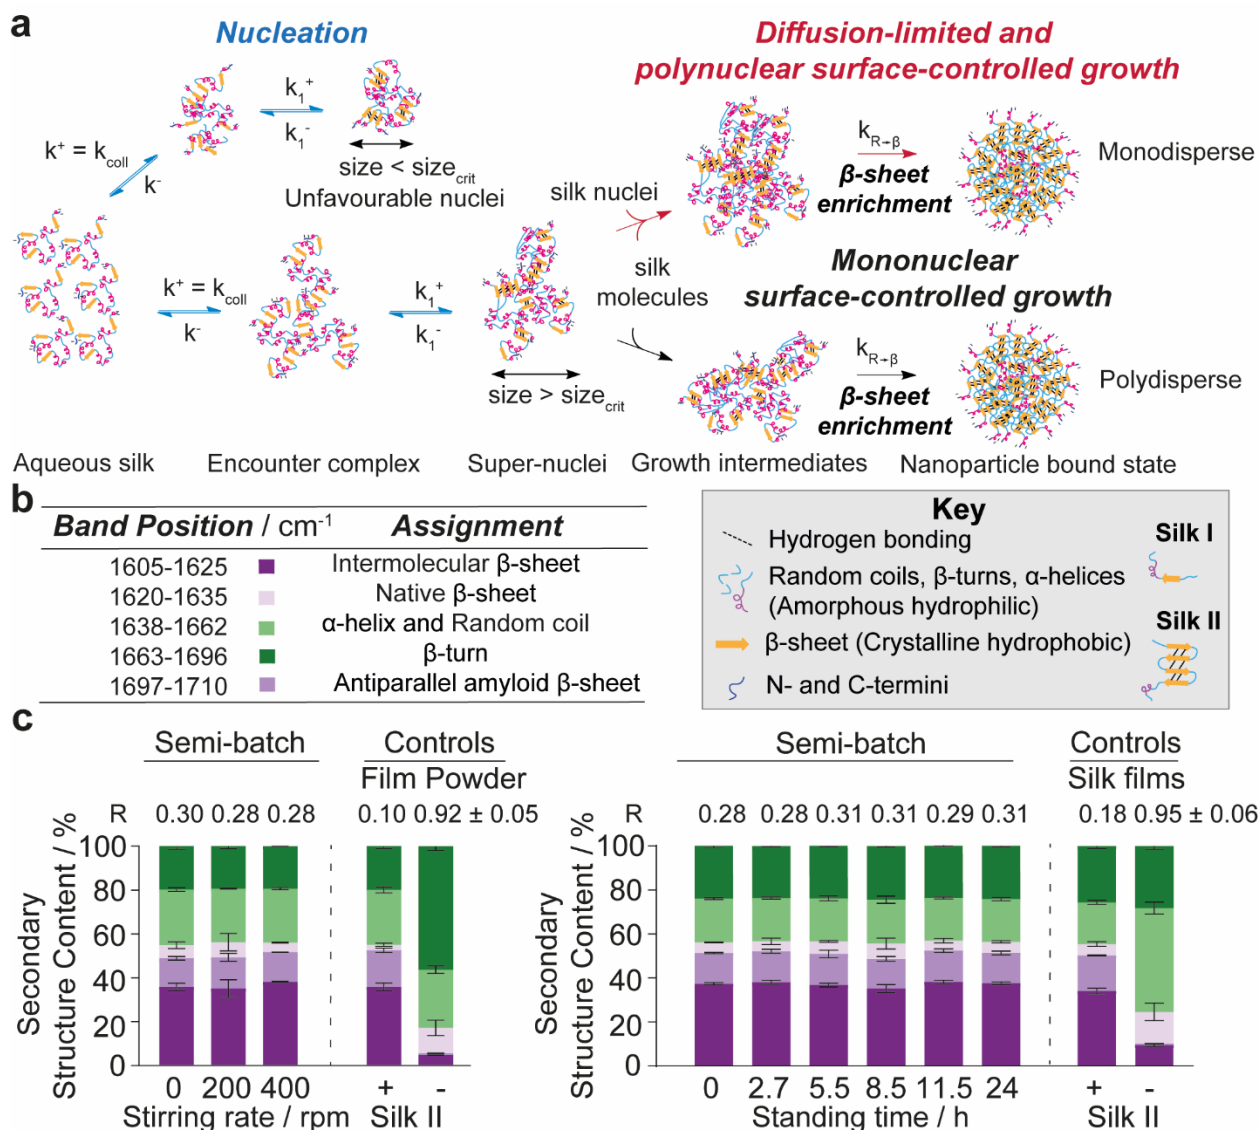 a
Nucleation
Diffusion-limited and
polynuclear surface-controlled growth
k₁⁺
k₁⁻
k⁺ = k_coll
k⁻
size < size_crit
Unfavourable nuclei
silk nuclei
k_R→β
β-sheet
enrichment
Monodisperse
silk
molecules
Mononuclear
surface-controlled growth
k⁺ = k_coll
k⁻
k₁⁺
k₁⁻
size > size_crit
k_R→β
β-sheet
enrichment
Polydisperse
Aqueous silk
Encounter complex
Super-nuclei
Growth intermediates
Nanoparticle bound state
b
Band Position / cm⁻¹ Assignment
1605-1625 Intermolecular β-sheet
1620-1635 Native β-sheet
1638-1662 α-helix and Random coil
1663-1696 β-turn
1697-1710 Antiparallel amyloid β-sheet
Key
Hydrogen bonding
Random coils, β-turns, α-helices
(Amorphous hydrophilic)
β-sheet (Crystalline hydrophobic)
N- and C-termini
Silk I
Silk II
c
Semi-batch Controls
Film Powder
R 0.30 0.28 0.28 0.10 0.92 ± 0.05
Secondary
Structure Content / %
100
80
60
40
20
0
0 200 400 + -
Stirring rate / rpm Silk II
Semi-batch Controls
Silk films
R 0.28 0.28 0.31 0.31 0.29 0.31 0.18 0.95 ± 0.06
Secondary
Structure Content / %
100
80
60
40
20
0
0 2.7 5.5 8.5 11.5 24 + -
Standing time / h Silk II